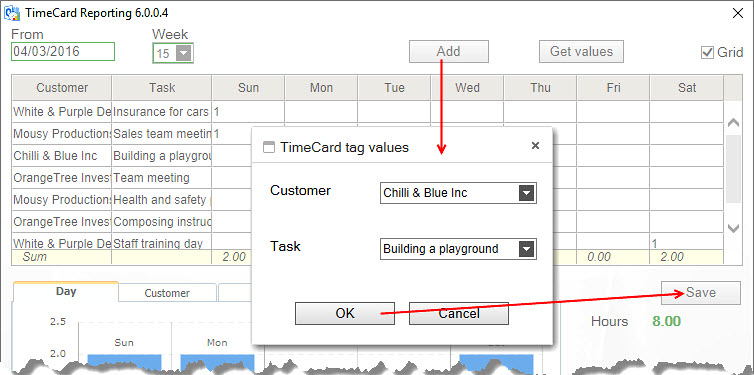 TimeCard Reporting 6.0.0.4
From Week
04/03/2016 15 Add Get values Grid
Customer Task Sun Mon Tue Wed Thu Fri Sat
White & Purple De Insurance for cars 1
Mousy Productions Sales team meetin 1
Chilli & Blue Inc Building a playgrou
OrangeTree Invest Team meeting
Mousy Productions Health and safety
OrangeTree Invest Composing instruc
White & Purple De Staff training day 1
Sum 2.00 0.00 2.00
TimeCard tag values
Customer Chilli & Blue Inc
Task Building a playground
OK Cancel
Day Customer
Save
Hours 8.00
2.5
Sun Mon Wed
2.0